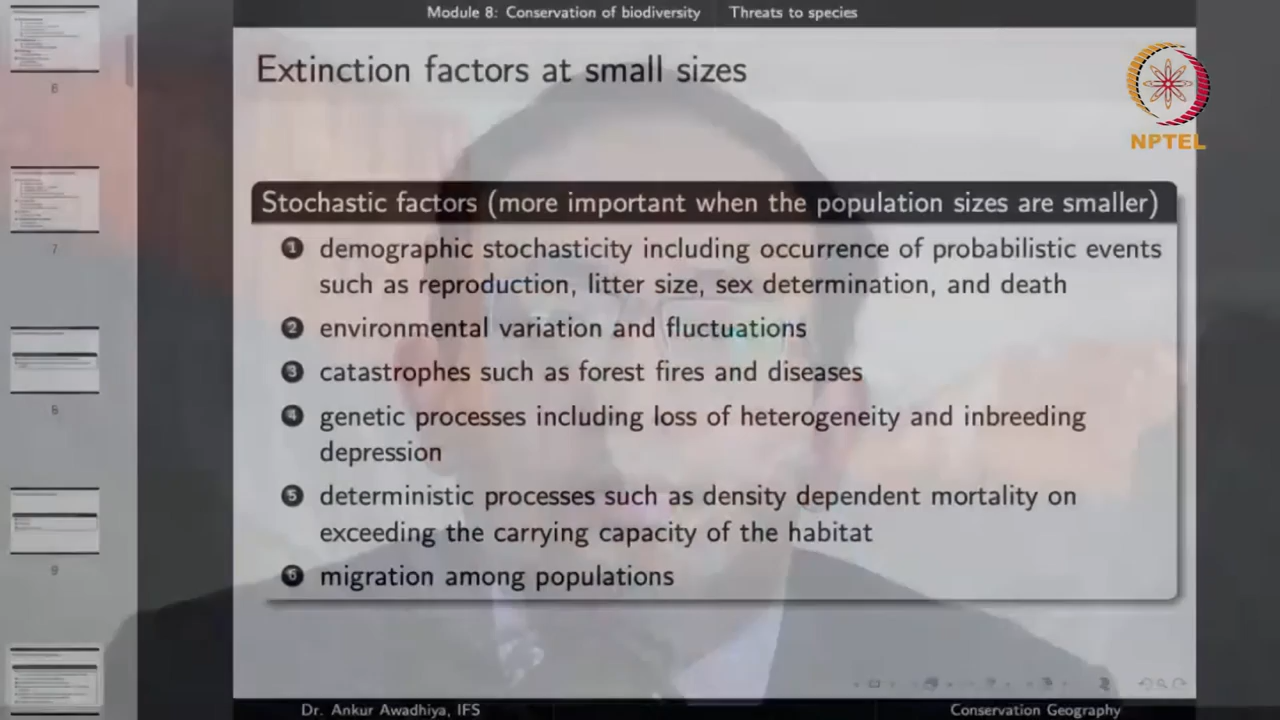 Module 8: Conservation of biodiversity Threats to species
Extinction factors at small sizes
NPTEL
Stochastic factors (more important when the population sizes are smaller)
1 demographic stochasticity including occurrence of probabilistic events
such as reproduction, litter size, sex determination, and death
2 environmental variation and fluctuations
3 catastrophes such as forest fires and diseases
4 genetic processes including loss of heterogeneity and inbreeding
depression
5 deterministic processes such as density dependent mortality on
exceeding the carrying capacity of the habitat
6 migration among populations
6
7
8
9
Dr. Ankur Awadhiya, IFS Conservation Geography